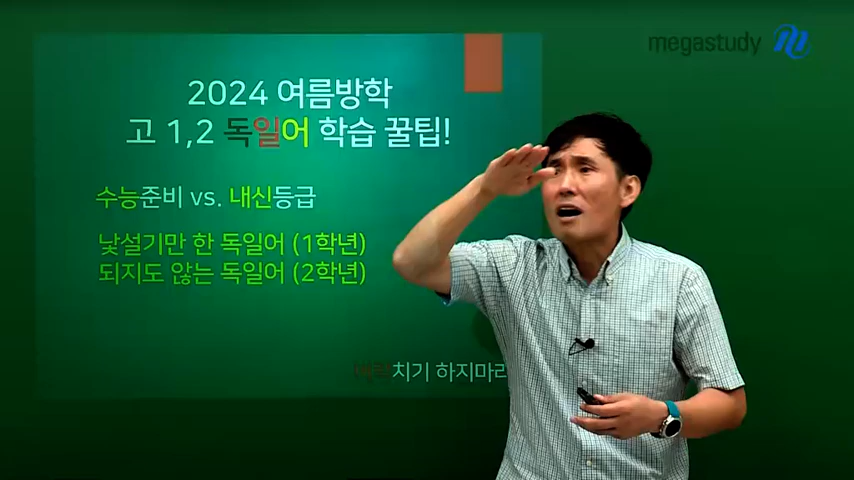 megastudy
2024 여름방학
고 1,2 독일어 학습 꿀팁!
수능준비 vs. 내신등급
낯설기만 한 독일어 (1학년)
되지도 않는 독일어 (2학년)
치기 하지마라